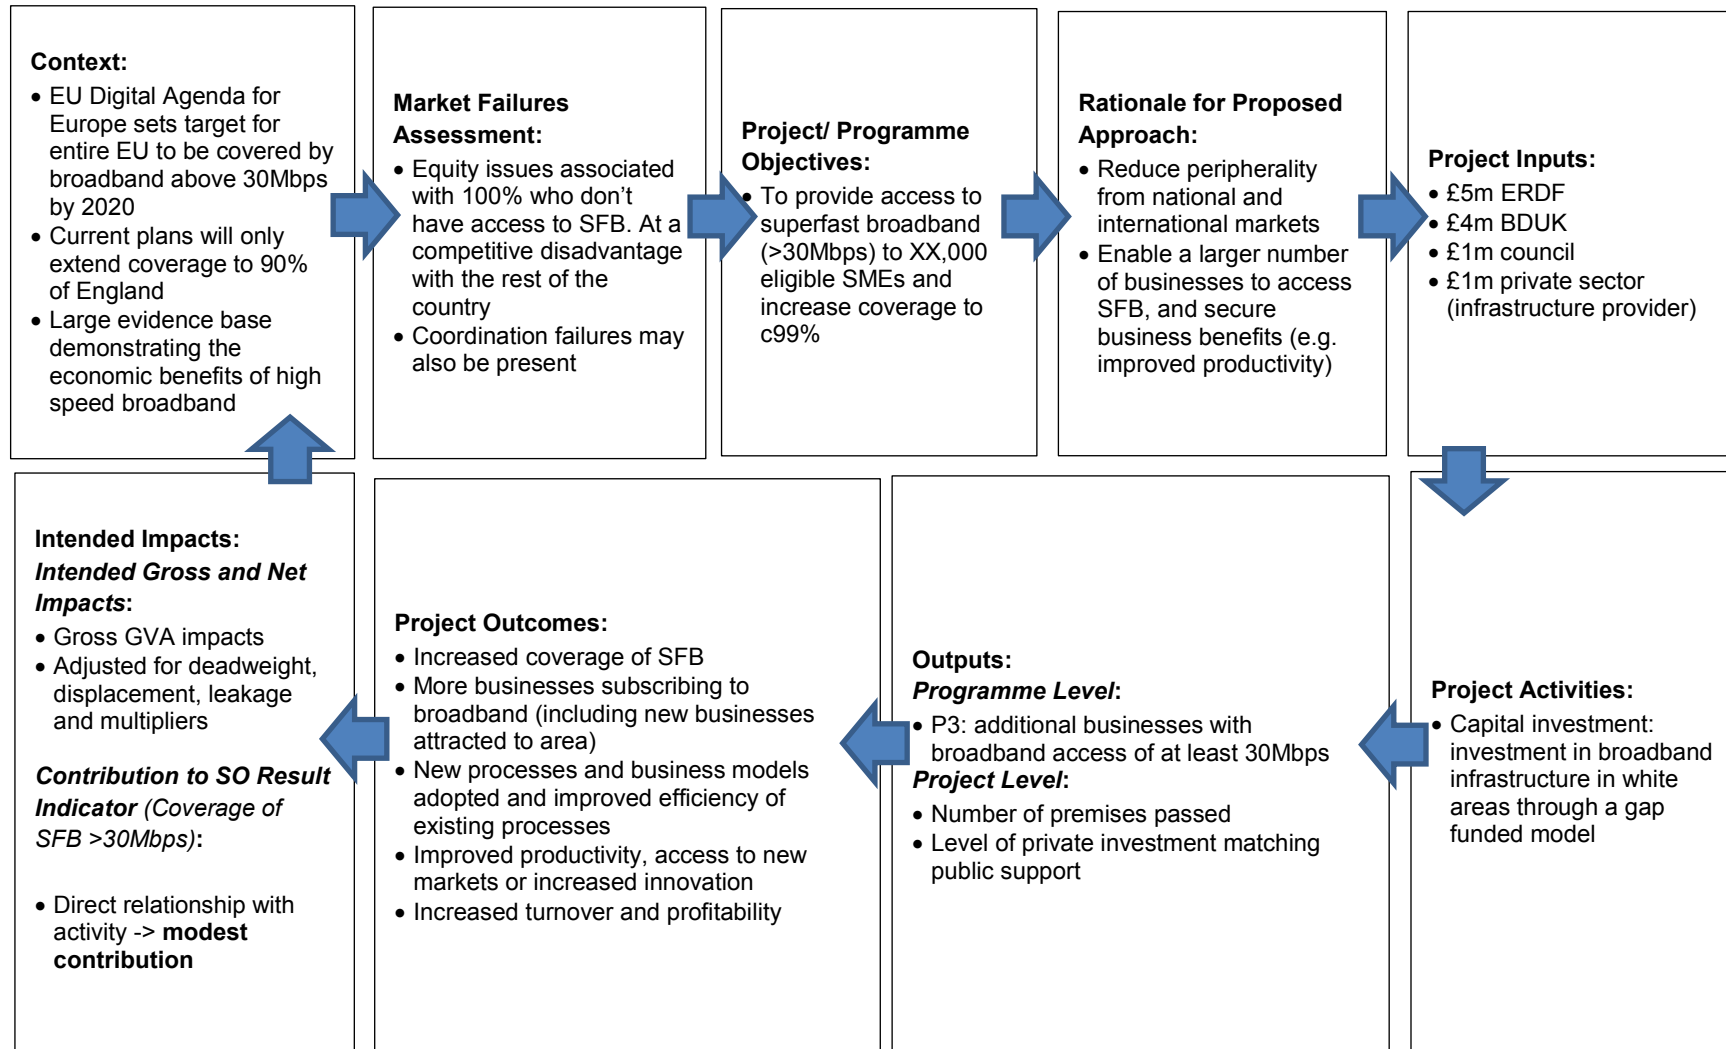 Context:
• EU Digital Agenda for
Europe sets target for
entire EU to be covered by
broadband above 30Mbps
by 2020
• Current plans will only
extend coverage to 90%
of England
• Large evidence base
demonstrating the
economic benefits of high
speed broadband
Market Failures
Assessment:
• Equity issues associated
with 100% who don’t
have access to SFB. At a
competitive disadvantage
with the rest of the
country
• Coordination failures may
also be present
Project/ Programme
Objectives:
• To provide access to
superfast broadband
(>30Mbps) to XX,000
eligible SMEs and
increase coverage to
c99%
Rationale for Proposed
Approach:
• Reduce peripherality
from national and
international markets
• Enable a larger number
of businesses to access
SFB, and secure
business benefits (e.g.
improved productivity)
Project Inputs:
• £5m ERDF
• £4m BDUK
• £1m council
• £1m private sector
(infrastructure provider)
Project Activities:
• Capital investment:
investment in broadband
infrastructure in white
areas through a gap
funded model
Outputs:
Programme Level:
• P3: additional businesses with
broadband access of at least 30Mbps
Project Level:
• Number of premises passed
• Level of private investment matching
public support
Project Outcomes:
• Increased coverage of SFB
• More businesses subscribing to
broadband (including new businesses
attracted to area)
• New processes and business models
adopted and improved efficiency of
existing processes
• Improved productivity, access to new
markets or increased innovation
• Increased turnover and profitability
Intended Impacts:
Intended Gross and Net
Impacts:
• Gross GVA impacts
• Adjusted for deadweight,
displacement, leakage
and multipliers
Contribution to SO Result
Indicator (Coverage of
SFB >30Mbps):
• Direct relationship with
activity -> modest
contribution